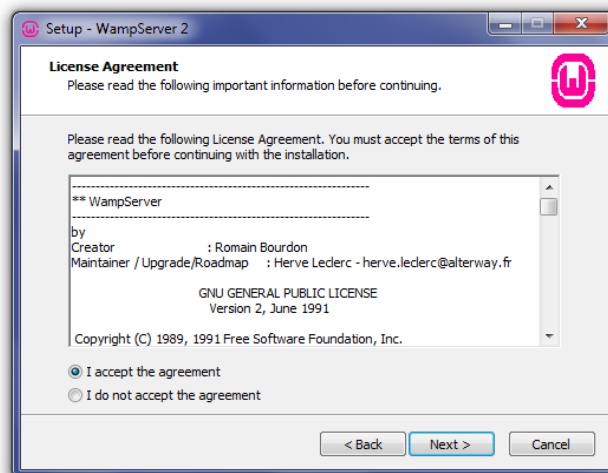 Setup - WampServer 2
License Agreement
Please read the following important information before continuing.
Please read the following License Agreement. You must accept the terms of this
agreement before continuing with the installation.
------------------------------------------------------------------
** WampServer
------------------------------------------------------------------
by
Creator : Romain Bourdon
Maintainer / Upgrade/Roadmap : Herve Leclerc - herve.leclerc@alterway.fr
GNU GENERAL PUBLIC LICENSE
Version 2, June 1991
Copyright (C) 1989, 1991 Free Software Foundation, Inc.
I accept the agreement
I do not accept the agreement
< Back Next > Cancel